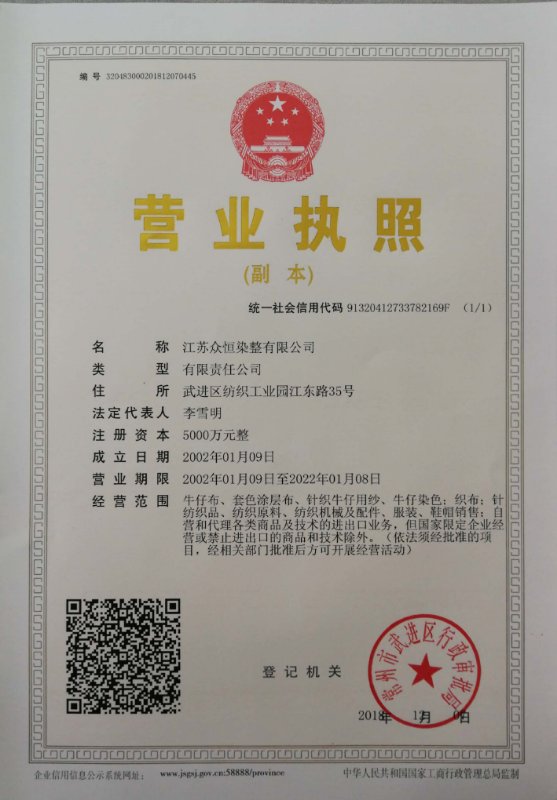 编 号 320483000201812070445
营业执照
(副 本)
统一社会信用代码 91320412733782169F (1/1)
名 称 江苏众恒染整有限公司
类 型 有限责任公司
住 所 武进区纺织工业园江东路35号
法定代表人 李雪明
注册资本 5000万元整
成立日期 2002年01月09日
营业期限 2002年01月09日至2022年01月08日
经营范围 牛仔布、套色涂层布、针织牛仔用纱、牛仔染色；织布；针
纺织品、纺织原料、纺织机械及配件、服装、鞋帽销售；自
营和代理各类商品及技术的进出口业务，但国家限定企业经
营或禁止进出口的商品和技术除外。（依法须经批准的项
目，经相关部门批准后方可开展经营活动）
登记机关
常州市武进区行政审批局
2018年 12月 日
企业信用信息公示系统网址： www.jsgsj.gov.cn:58888/province
中华人民共和国国家工商行政管理总局监制